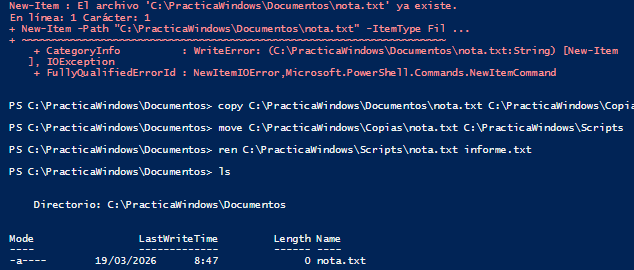 New-Item : El archivo 'C:\PracticaWindows\Documentos\nota.txt' ya existe.
En línea: 1 Carácter: 1
+ New-Item -Path "C:\PracticaWindows\Documentos\nota.txt" -ItemType Fil ...
+ ~~~~~~~~~~~~~~~~~~~~~~~~~~~~~~~~~~~~~~~~~~~~~~~~~~~~~~~~~~~~~~~~~~~~~
+ CategoryInfo : WriteError: (C:\PracticaWindows\Documentos\nota.txt:String) [New-Item
], IOException
+ FullyQualifiedErrorId : NewItemIOError,Microsoft.PowerShell.Commands.NewItemCommand
PS C:\PracticaWindows\Documentos> copy C:\PracticaWindows\Documentos\nota.txt C:\PracticaWindows\Copias
PS C:\PracticaWindows\Documentos> move C:\PracticaWindows\Copias\nota.txt C:\PracticaWindows\Scripts
PS C:\PracticaWindows\Documentos> ren C:\PracticaWindows\Scripts\nota.txt informe.txt
PS C:\PracticaWindows\Documentos> ls
Directorio: C:\PracticaWindows\Documentos
Mode LastWriteTime Length Name
---- ------------- ------ ----
-a---- 19/03/2026 8:47 0 nota.txt